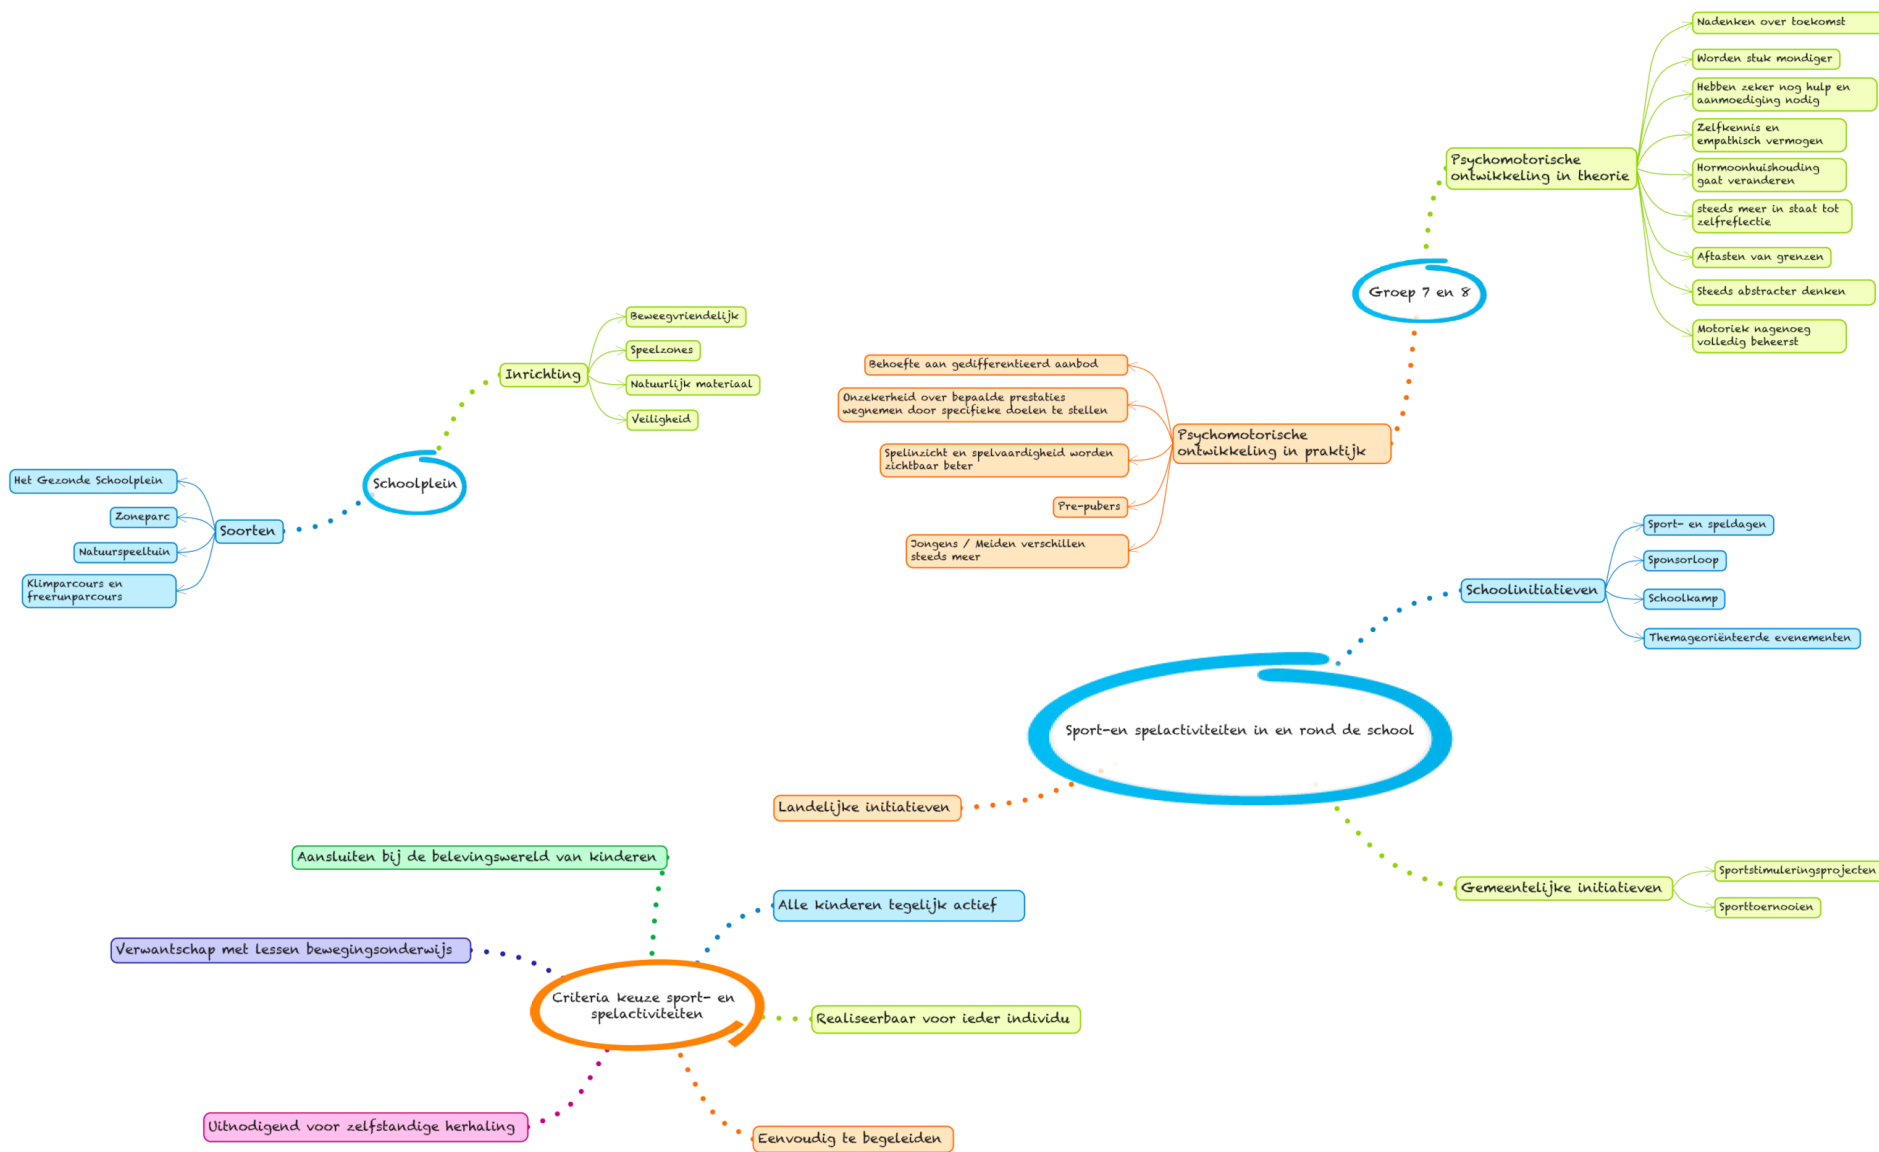 Nadenken over toekomst
Worden stuk mondiger
Hebben zeker nog hulp en
aanmoediging nodig
Zelfkennis en
empathisch vermogen
Hormoonhuishouding
gaat veranderen
steeds meer in staat tot
zelfreflectie
Aftasten van grenzen
Steeds abstracter denken
Motoriek nagenoeg
volledig beheerst
Psychomotorische
ontwikkeling in theorie
Groep 7 en 8
Psychomotorische
ontwikkeling in praktijk
Behoefte aan gedifferentieerd aanbod
Onzekerheid over bepaalde prestaties
wegnemen door specifieke doelen te stellen
Spelinzicht en spelvaardigheid worden
zichtbaar beter
Pre-pubers
Jongens / Meiden verschillen
steeds meer
Beweegvriendelijk
Speelzones
Natuurlijk materiaal
Veiligheid
Inrichting
Schoolplein
Soorten
Het Gezonde Schoolplein
Zoneparc
Natuurspeeltuin
Klimparcours en
freerunparcours
Schoolinitiatieven
Sport- en speldagen
Sponsorloop
Schoolkamp
Themageoriënteerde evenementen
Sport-en spelactiviteiten in en rond de school
Landelijke initiatieven
Gemeentelijke initiatieven
Sportstimuleringsprojecten
Sporttoernooien
Aansluiten bij de belevingswereld van kinderen
Alle kinderen tegelijk actief
Verwantschap met lessen bewegingsonderwijs
Criteria keuze sport- en
spelactiviteiten
Realiseerbaar voor ieder individu
Uitnodigend voor zelfstandige herhaling
Eenvoudig te begeleiden